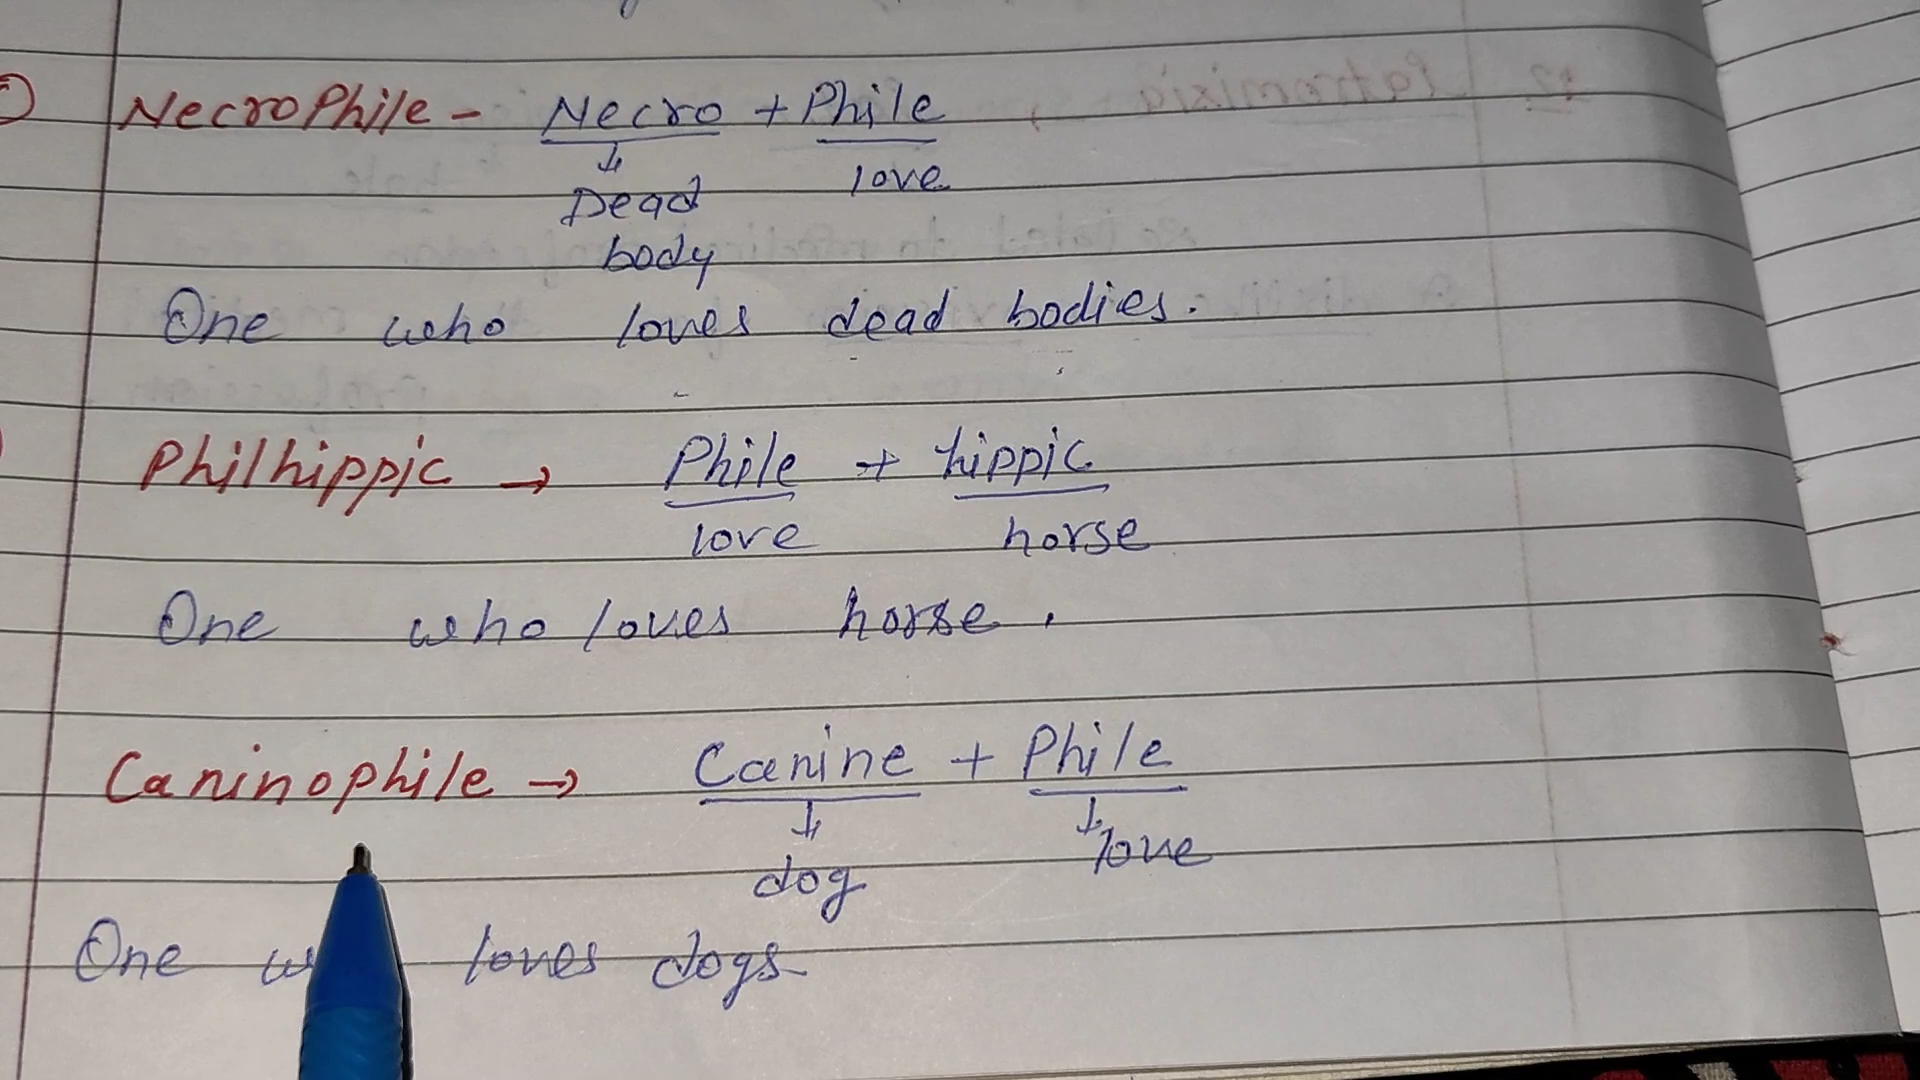 NecroPhile - Necro + Phile
↓
Dead love
body
One who loves dead bodies.
Philhippic → Phile + hippic
love horse
One who loves horse.
Caninophile → Canine + Phile
↓ ↓
dog love
One loves dogs